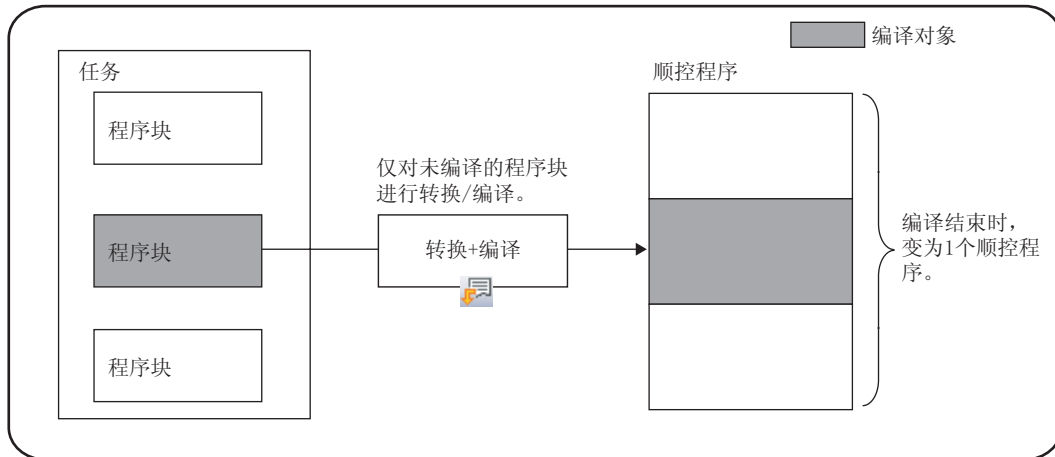 编译对象
任务
程序块
程序块
程序块
仅对未编译的程序块
进行转换/编译。
转换+编译
顺控程序
编译结束时，
变为1个顺控程
序。